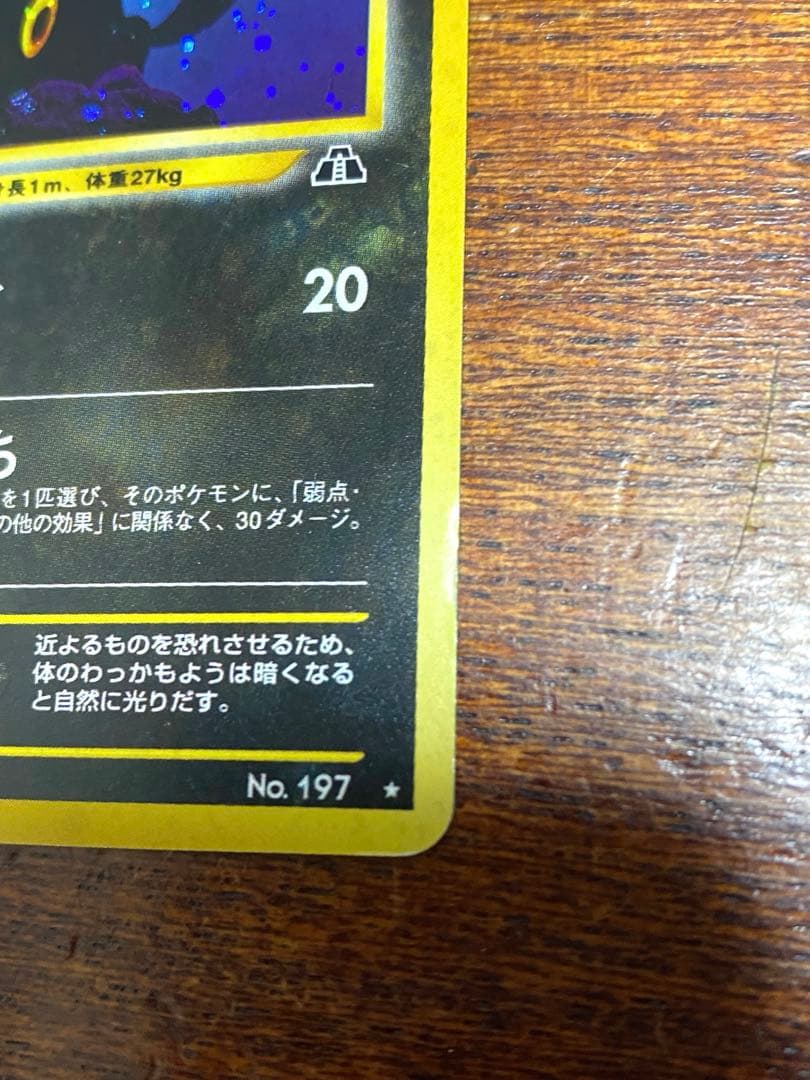 長1m、体重27kg
20
ち
を1匹選び、そのポケモンに、「弱点・
の他の効果」に関係なく、30ダメージ。
近よるものを恐れさせるため、
体のわっかもようは暗くなる
と自然に光りだす。
No. 197 ★